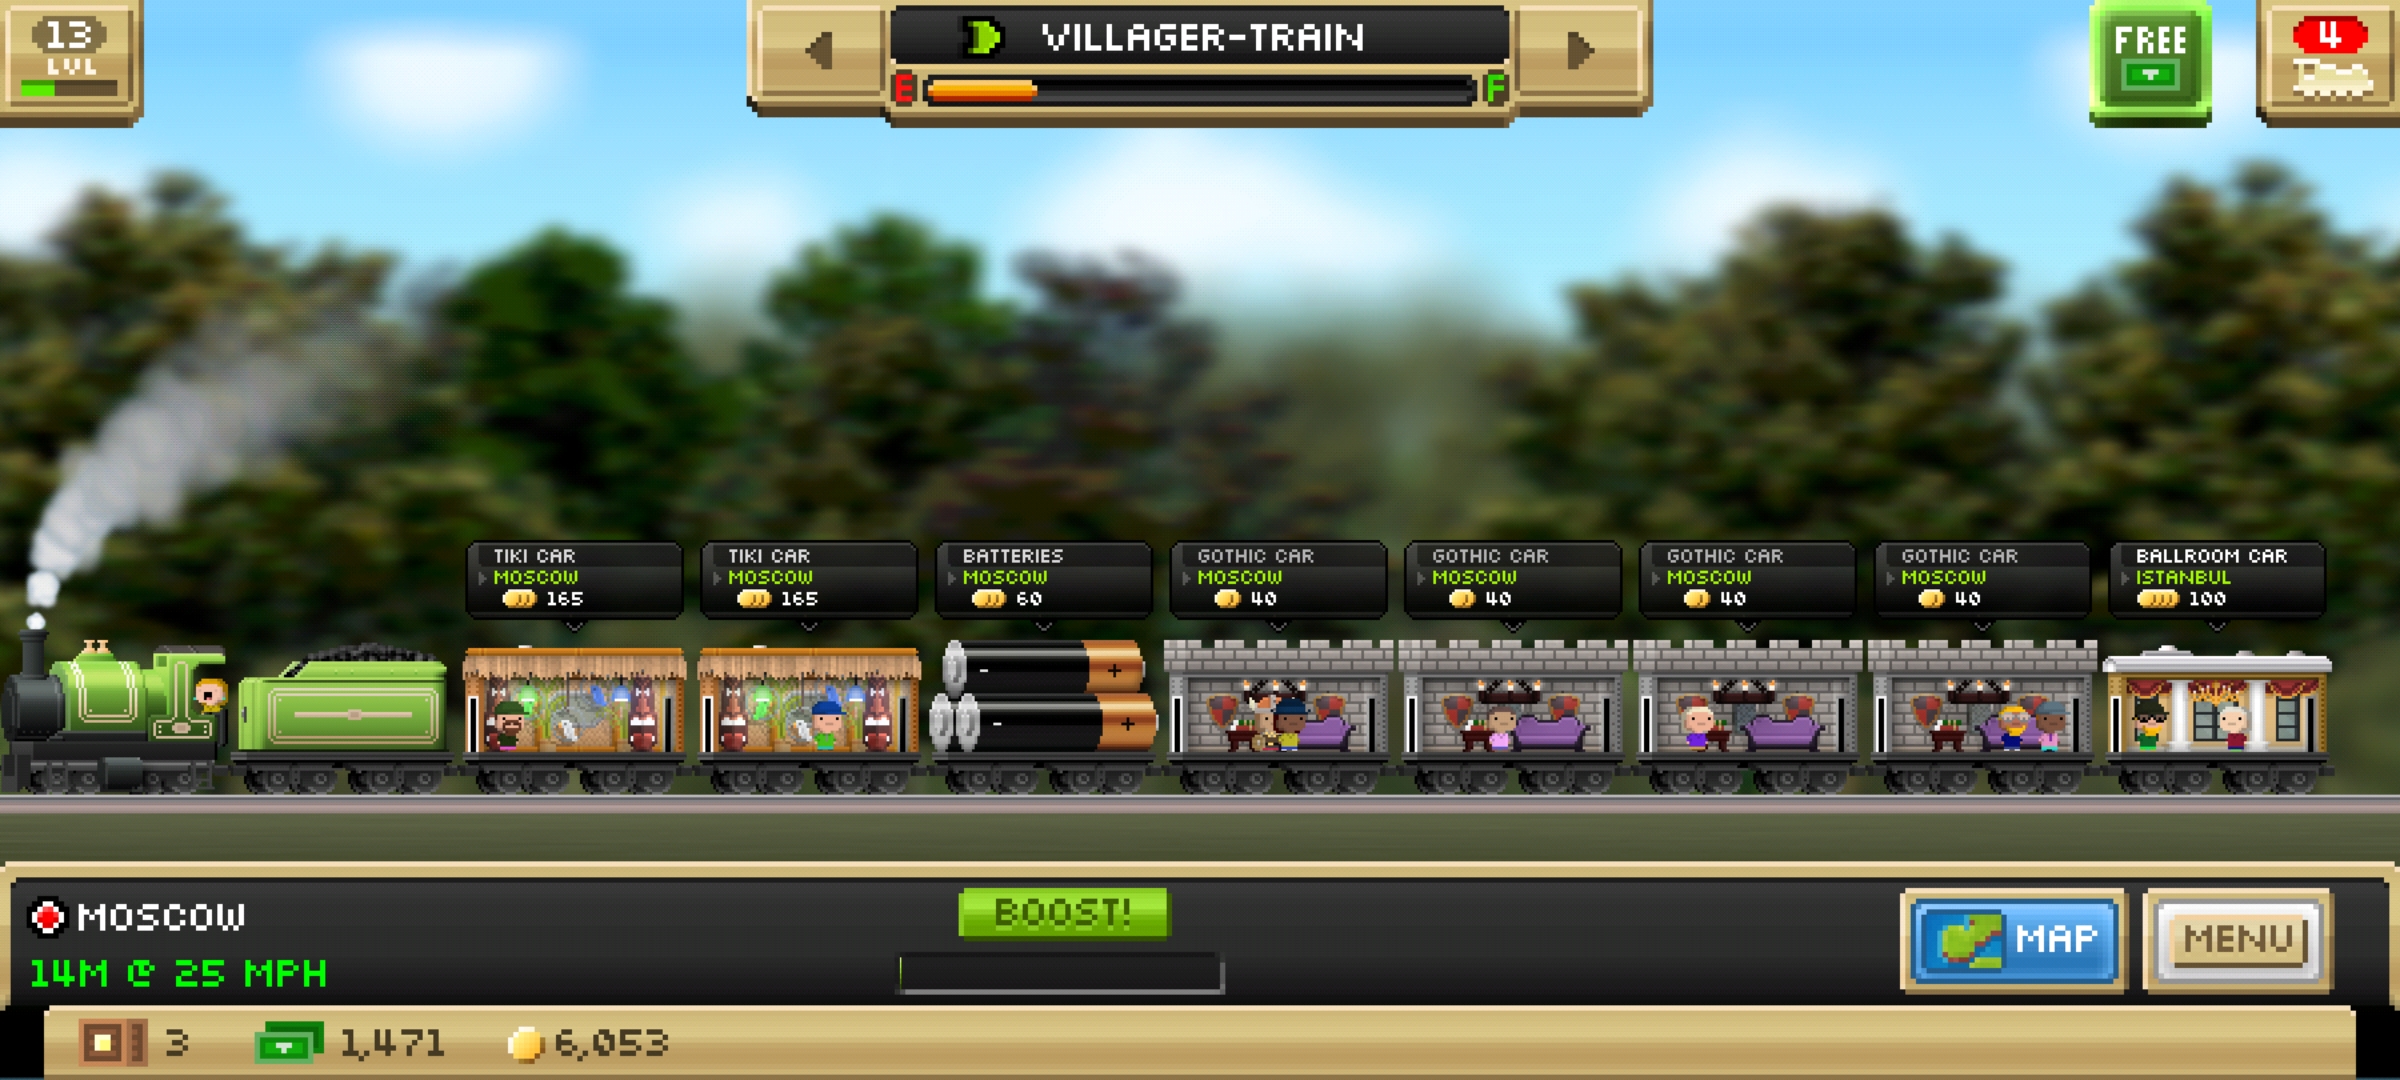 13
LVL
VILLAGER-TRAIN
E F
FREE
4
TIKI CAR
MOSCOW
165
TIKI CAR
MOSCOW
165
BATTERIES
MOSCOW
60
GOTHIC CAR
MOSCOW
40
GOTHIC CAR
MOSCOW
40
GOTHIC CAR
MOSCOW
40
GOTHIC CAR
MOSCOW
40
BALLROOM CAR
ISTANBUL
100
- +
- +
MOSCOW
14M @ 25 MPH
BOOST!
MAP
MENU
3
1,471
6,053